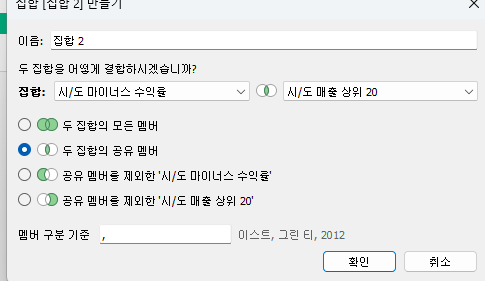 집합 [집합 2] 만들기
이름: 집합 2
두 집합을 어떻게 결합하시겠습니까?
집합: 시/도 마이너스 수익률 시/도 매출 상위 20
두 집합의 모든 멤버
두 집합의 공유 멤버
공유 멤버를 제외한 '시/도 마이너스 수익률'
공유 멤버를 제외한 '시/도 매출 상위 20'
멤버 구분 기준 , 이스트, 그린 티, 2012
확인 취소